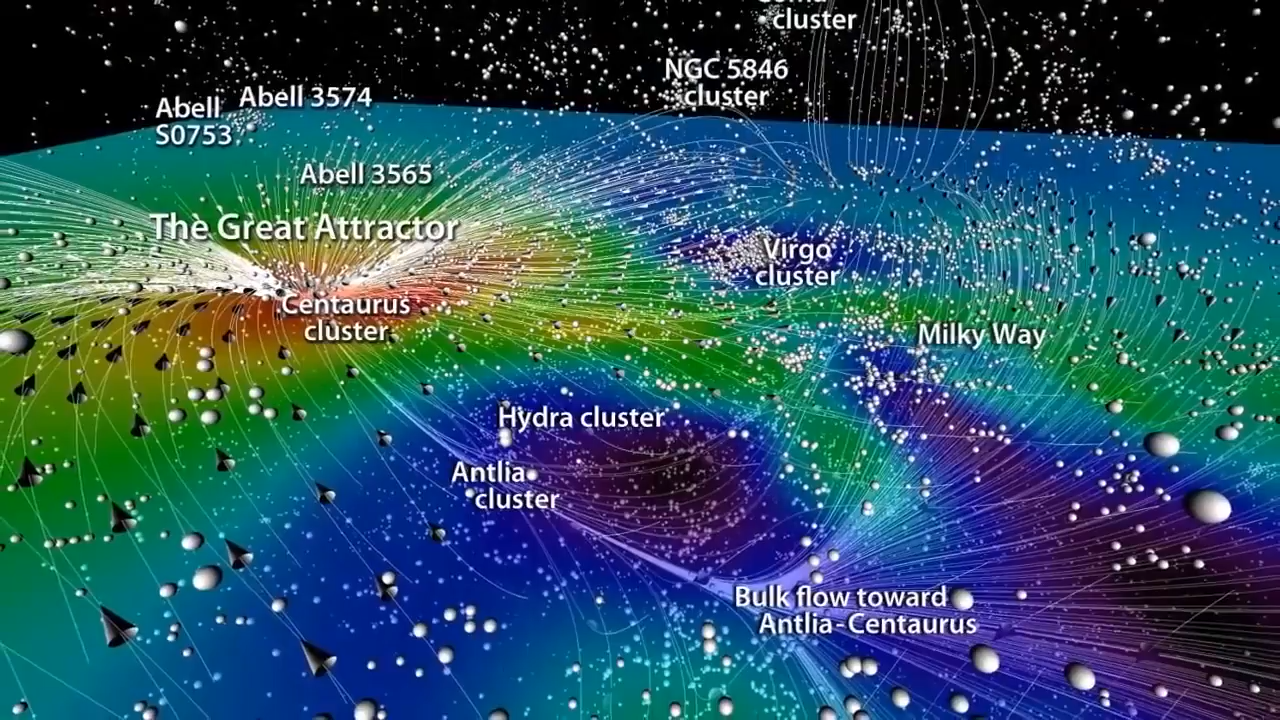 cluster
NGC 5846
cluster
Abell 3574
Abell
S0753
Abell 3565
The Great Attractor
Virgo
cluster
Centaurus
cluster
Milky Way
Hydra cluster
Antlia
cluster
Bulk flow toward
Antlia-Centaurus